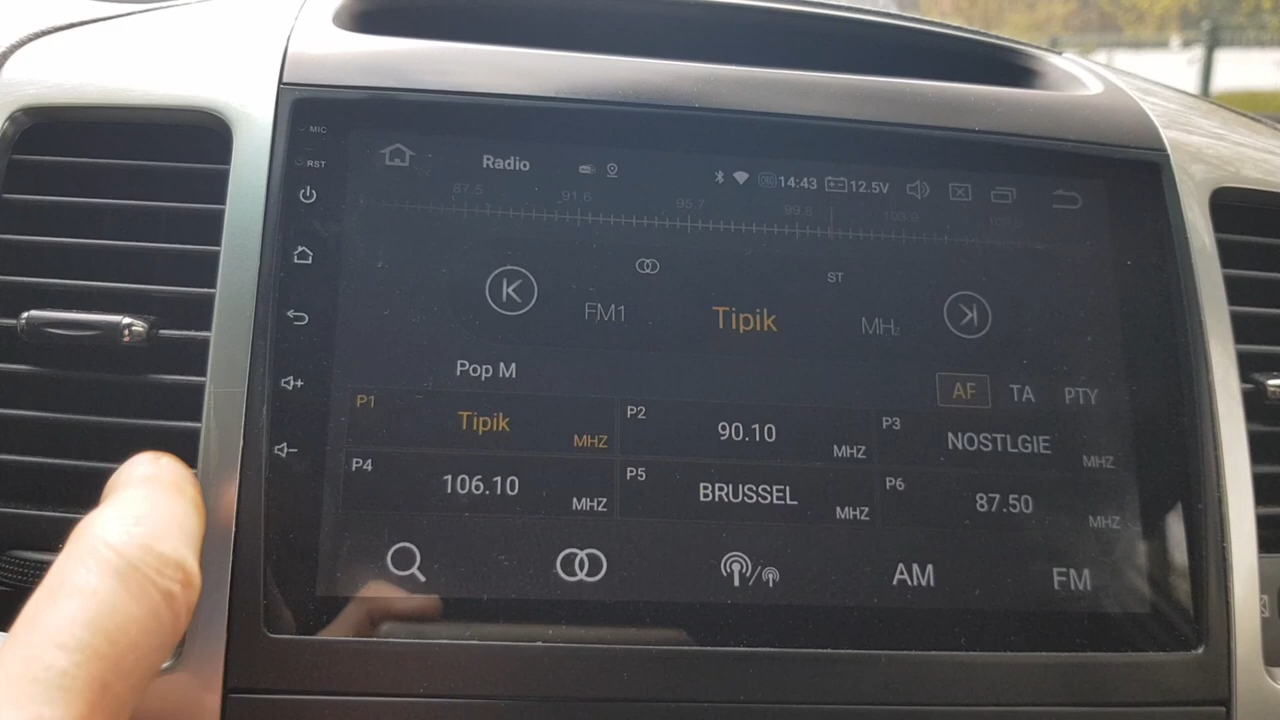 MIC
RST
Radio
14:43 12.5V
87.5 91.6 95.7 99.8 103.9
ST
FM1 Tipik MHz
Pop M
AF TA PTY
P1 Tipik MHZ
P2 90.10 MHZ
P3 NOSTLGIE MHZ
P4 106.10 MHZ
P5 BRUSSEL MHZ
P6 87.50 MHZ
AM FM